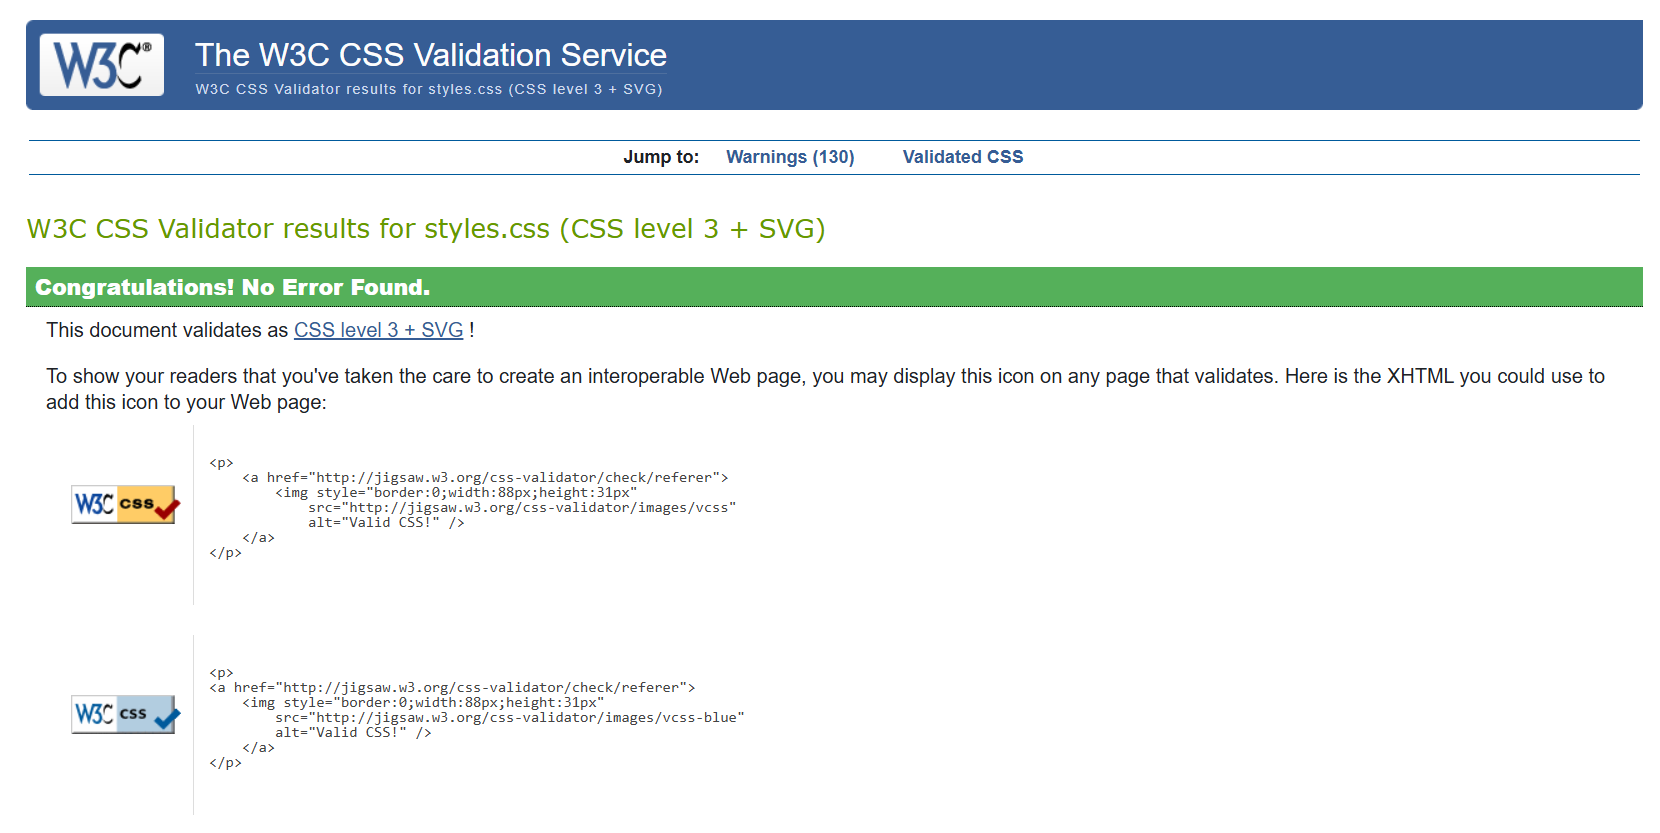 W3C®
The W3C CSS Validation Service
W3C CSS Validator results for styles.css (CSS level 3 + SVG)
Jump to: Warnings (130) Validated CSS
W3C CSS Validator results for styles.css (CSS level 3 + SVG)
Congratulations! No Error Found.
This document validates as CSS level 3 + SVG !
To show your readers that you've taken the care to create an interoperable Web page, you may display this icon on any page that validates. Here is the XHTML you could use to
add this icon to your Web page:
W3C css
<p>
    <a href="http://jigsaw.w3.org/css-validator/check/referer">
        <img style="border:0;width:88px;height:31px"
            src="http://jigsaw.w3.org/css-validator/images/vcss"
            alt="Valid CSS!" />
    </a>
</p>
W3C css
<p>
<a href="http://jigsaw.w3.org/css-validator/check/referer">
    <img style="border:0;width:88px;height:31px"
        src="http://jigsaw.w3.org/css-validator/images/vcss-blue"
        alt="Valid CSS!" />
    </a>
</p>